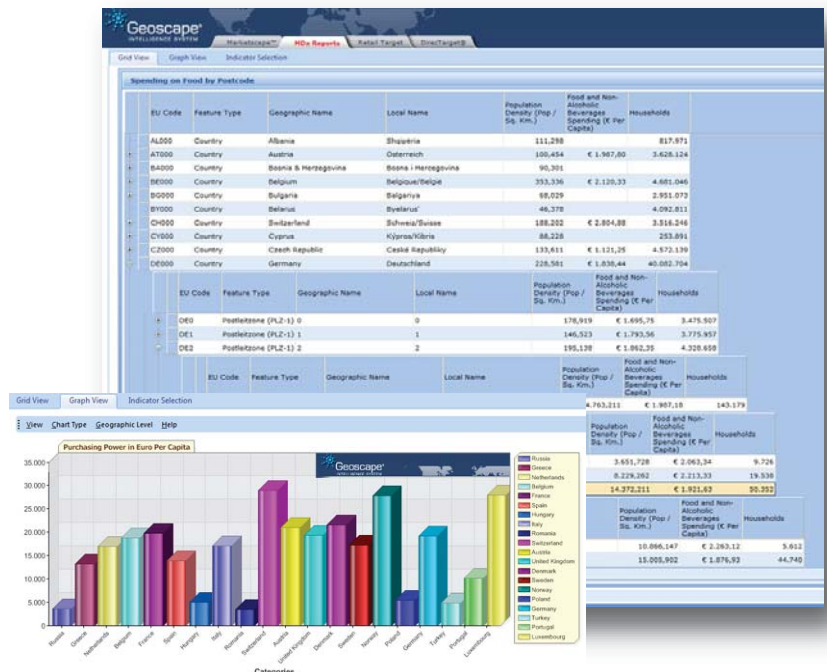 Geoscape®
INTELLIGENCE SYSTEM
Marketscape™ MDx Reports Retail Target DirecTarget®
Grid View Graph View Indicator Selection
Spending on Food by Postcode
EU Code Feature Type Geographic Name Local Name Population Density (Pop / Sq. Km.) Food and Non-Alcoholic Beverages Spending (€ Per Capita) Households
AL000 Country Albania Shqipëria 111,298 817.971
AT000 Country Austria Österreich 100,454 € 1.987,80 3.628.124
BA000 Country Bosnia & Herzegovina Bosna i Hercegovina 90,301
BE000 Country Belgium Belgique/België 353,336 € 2.120,33 4.681.046
BG000 Country Bulgaria Balgariya 68,029 2.951.073
BY000 Country Belarus Byelarus' 46,378 4.092.811
CH000 Country Switzerland Schweiz/Suisse 188,202 € 2.804,88 3.516.246
CY000 Country Cyprus Kýpros/Kibris 88,228 253.891
CZ000 Country Czech Republic Ceské Republiky 133,611 € 1.121,25 4.572.139
DE000 Country Germany Deutschland 228,581 € 1.838,44 40.082.704
EU Code Feature Type Geographic Name Local Name Population Density (Pop / Sq. Km.) Food and Non-Alcoholic Beverages Spending (€ Per Capita) Households
DE0 Postleitzone (PLZ-1) 0 0 178,919 € 1.695,75 3.475.507
DE1 Postleitzone (PLZ-1) 1 1 146,523 € 1.793,56 3.775.957
DE2 Postleitzone (PLZ-1) 2 2 195,138 € 1.862,35 4.328.658
EU Code Feature Type Geographic Name Local Name Population Density (Pop / Sq. Km.) Food and Non-Alcoholic Beverages Spending (€ Per Capita) Households
4.763,211 € 1.987,18 143.179
Population Density (Pop / Sq. Km.) Food and Non-Alcoholic Beverages Spending (€ Per Capita) Households
3.651,728 € 2.063,34 9.726
8.229,262 € 2.213,33 19.538
14.372,211 € 1.921,63 50.352
Population Density (Pop / Sq. Km.) Food and Non-Alcoholic Beverages Spending (€ Per Capita) Households
10.866,147 € 2.263,12 5.612
15.005,902 € 1.876,93 44.740
Grid View Graph View Indicator Selection
View Chart Type Geographic Level Help
Purchasing Power in Euro Per Capita
Geoscape®
INTELLIGENCE SYSTEM
35.000
30.000
25.000
20.000
15.000
10.000
5.000
0
Russia Greece Netherlands Belgium France Spain Hungary Italy Romania Switzerland Austria United Kingdom Denmark Sweden Norway Poland Germany Turkey Portugal Luxembourg
Categories
Russia
Greece
Netherlands
Belgium
France
Spain
Hungary
Italy
Romania
Switzerland
Austria
United Kingdom
Denmark
Sweden
Norway
Poland
Germany
Turkey
Portugal
Luxembourg